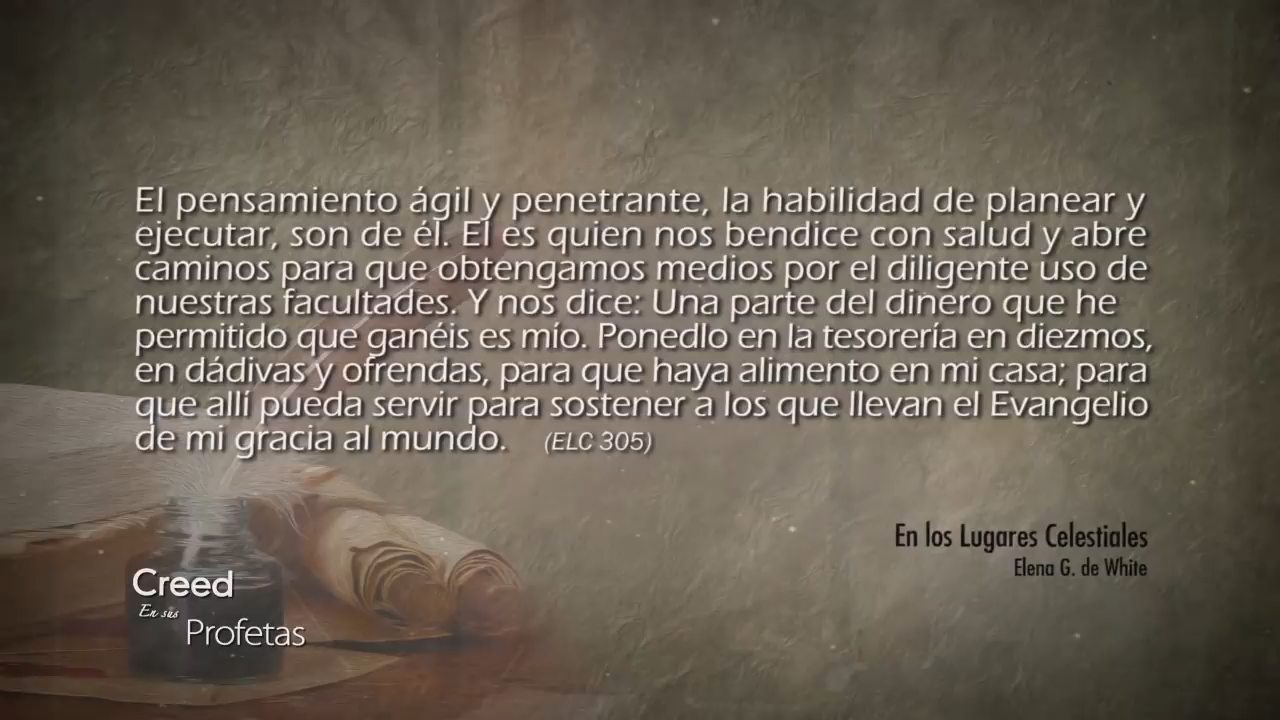 El pensamiento ágil y penetrante, la habilidad de planear y
ejecutar, son de él. El es quien nos bendice con salud y abre
caminos para que obtengamos medios por el diligente uso de
nuestras facultades. Y nos dice: Una parte del dinero que he
permitido que ganéis es mío. Ponedlo en la tesorería en diezmos,
en dádivas y ofrendas, para que haya alimento en mi casa; para
que allí pueda servir para sostener a los que llevan el Evangelio
de mi gracia al mundo. (ELC 305)
En los Lugares Celestiales
Elena G. de White
Creed
En sus
Profetas